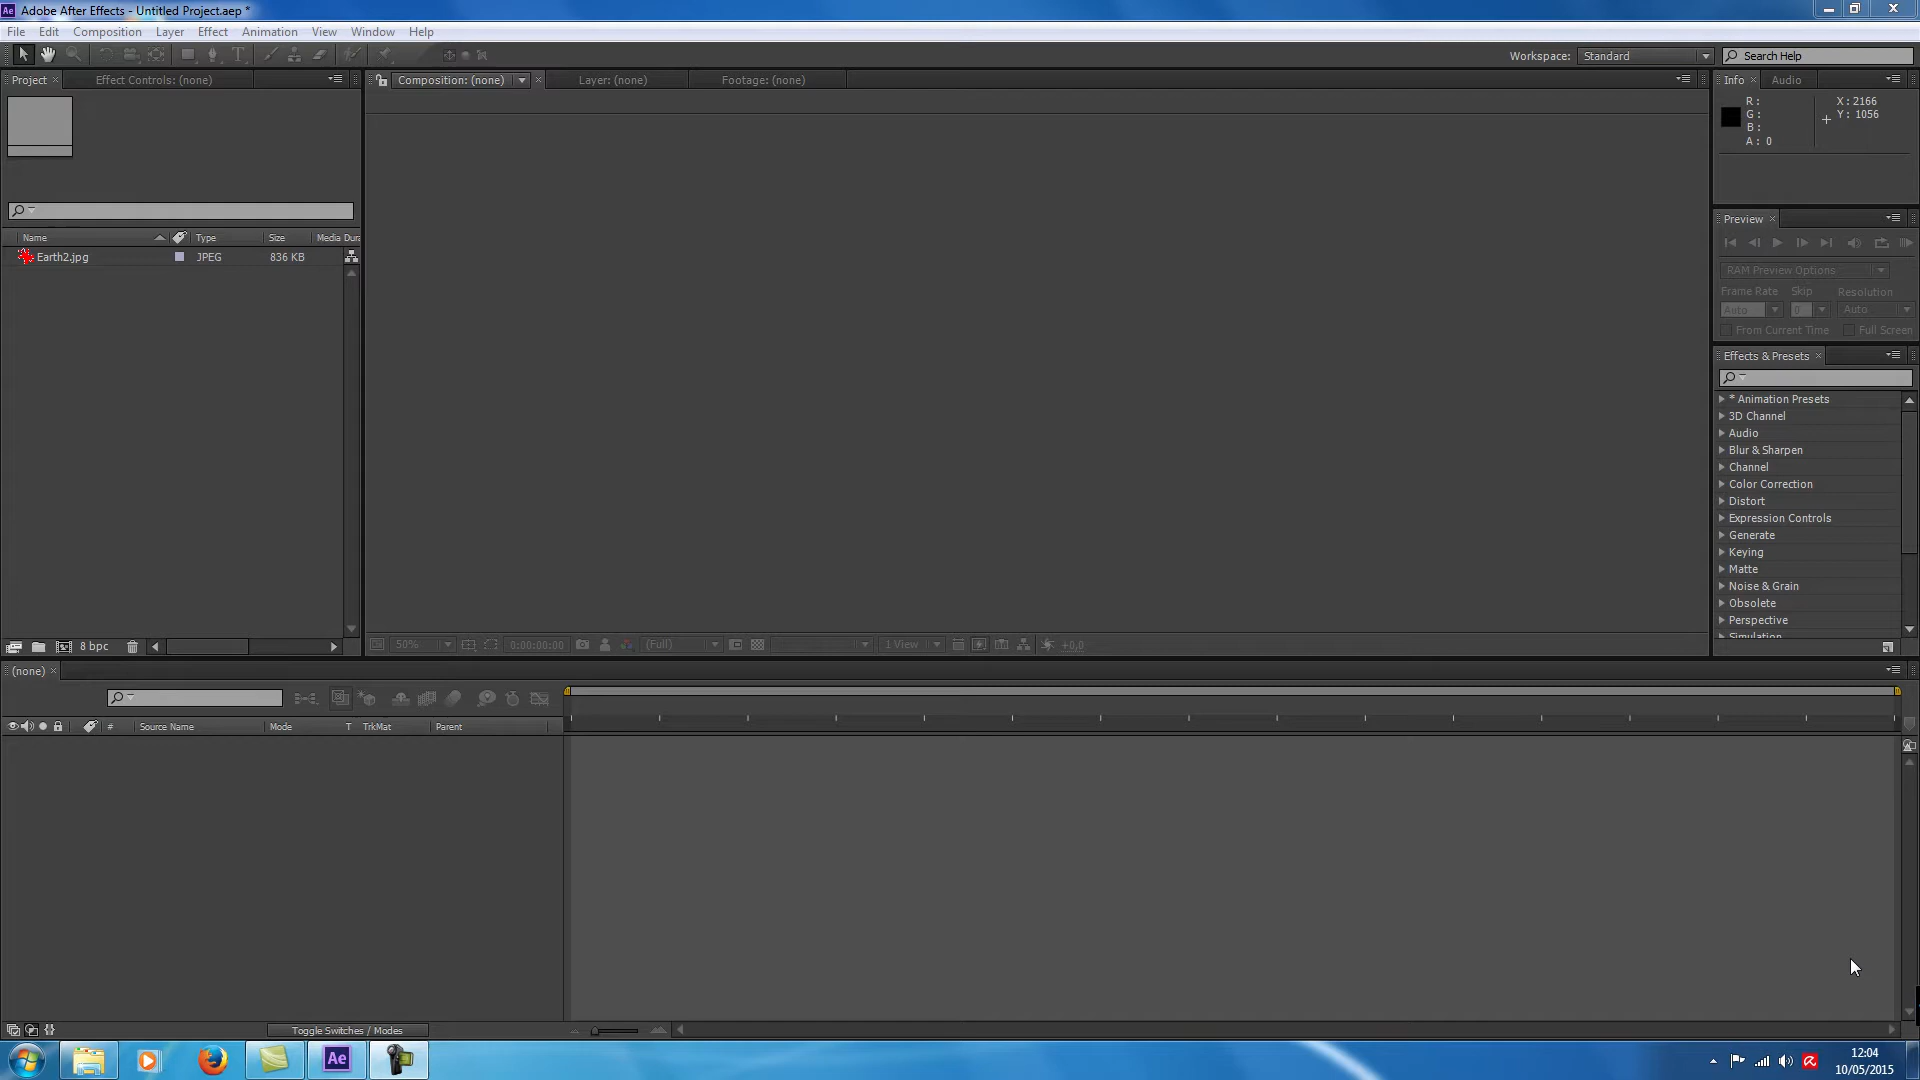 Ae Adobe After Effects - Untitled Project.aep *
File Edit Composition Layer Effect Animation View Window Help
Workspace: Standard Search Help
Project Effect Controls: (none) Composition: (none) Layer: (none) Footage: (none) Info Audio
R: X: 2166
G: Y: 1056
B:
A: 0
Preview
Name Type Size Media Dura
Earth2.jpg JPEG 836 KB
RAM Preview Options
Frame Rate Skip Resolution
Auto 0 Auto
From Current Time Full Screen
Effects & Presets
* Animation Presets
3D Channel
Audio
Blur & Sharpen
Channel
Color Correction
Distort
Expression Controls
Generate
Keying
Matte
Noise & Grain
Obsolete
Perspective
Simulation
8 bpc 50% 0:00:00:00 (Full) 1 View +0,0
(none)
# Source Name Mode T TrkMat Parent
Toggle Switches / Modes
Ae
12:04
10/05/2015